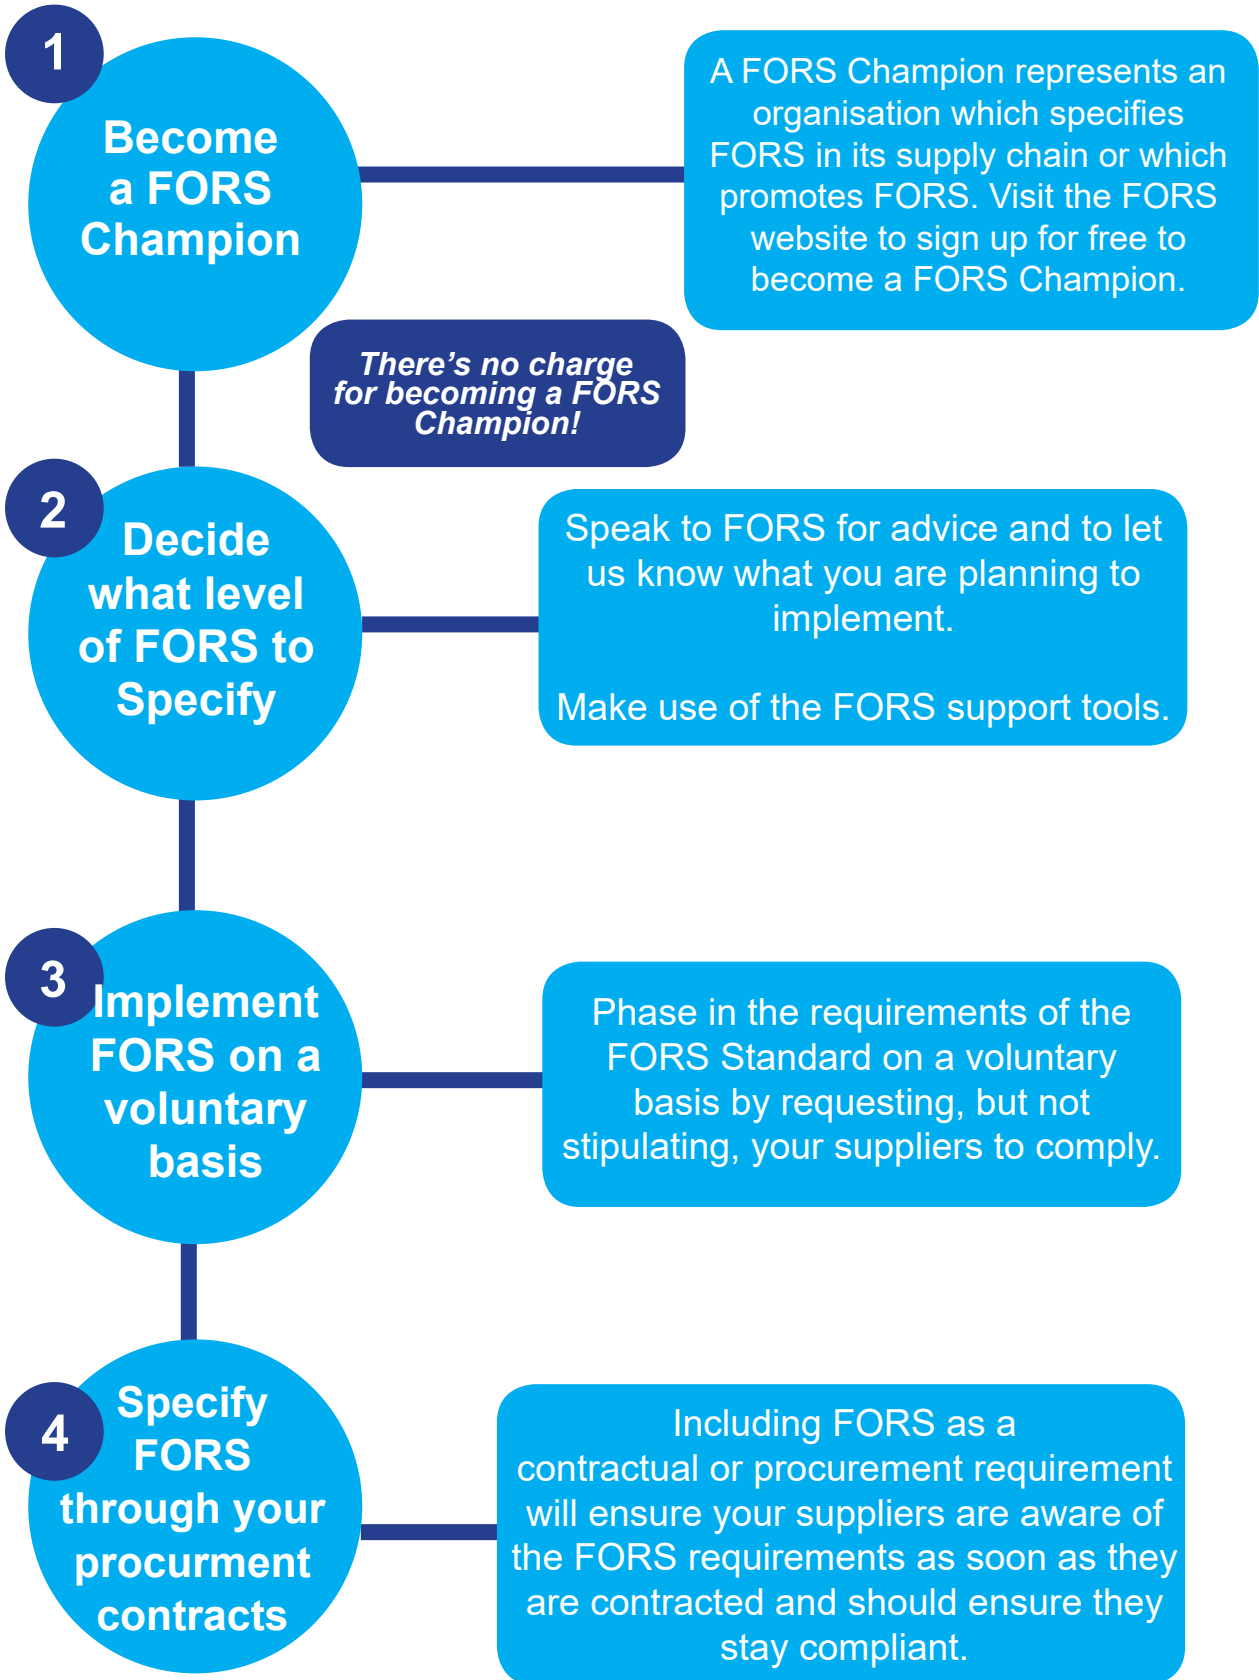 1
Become
a FORS
Champion
A FORS Champion represents an
organisation which specifies
FORS in its supply chain or which
promotes FORS. Visit the FORS
website to sign up for free to
become a FORS Champion.
There’s no charge
for becoming a FORS
Champion!
2
Decide
what level
of FORS to
Specify
Speak to FORS for advice and to let
us know what you are planning to
implement.
Make use of the FORS support tools.
3
Implement
FORS on a
voluntary
basis
Phase in the requirements of the
FORS Standard on a voluntary
basis by requesting, but not
stipulating, your suppliers to comply.
4
Specify
FORS
through your
procurment
contracts
Including FORS as a
contractual or procurement requirement
will ensure your suppliers are aware of
the FORS requirements as soon as they
are contracted and should ensure they
stay compliant.